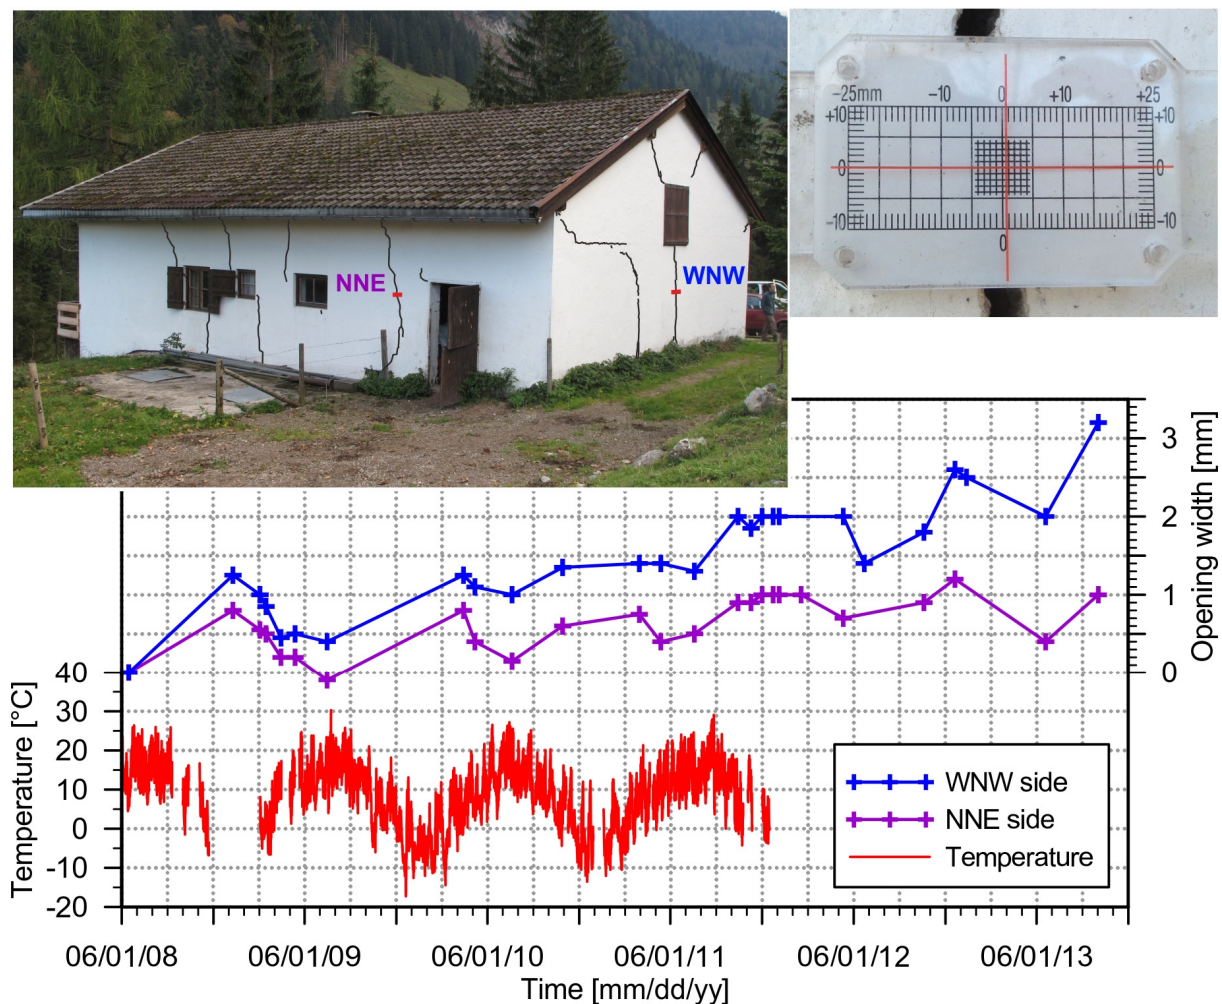 NNE
WNW
-25mm -10 0 +10 +25
+10 +10
0 0
-10 -10
0
3
2
1
0
Opening width [mm]
40
30
20
10
0
-10
-20
Temperature [°C]
WNW side
NNE side
Temperature
06/01/08 06/01/09 06/01/10 06/01/11 06/01/12 06/01/13
Time [mm/dd/yy]